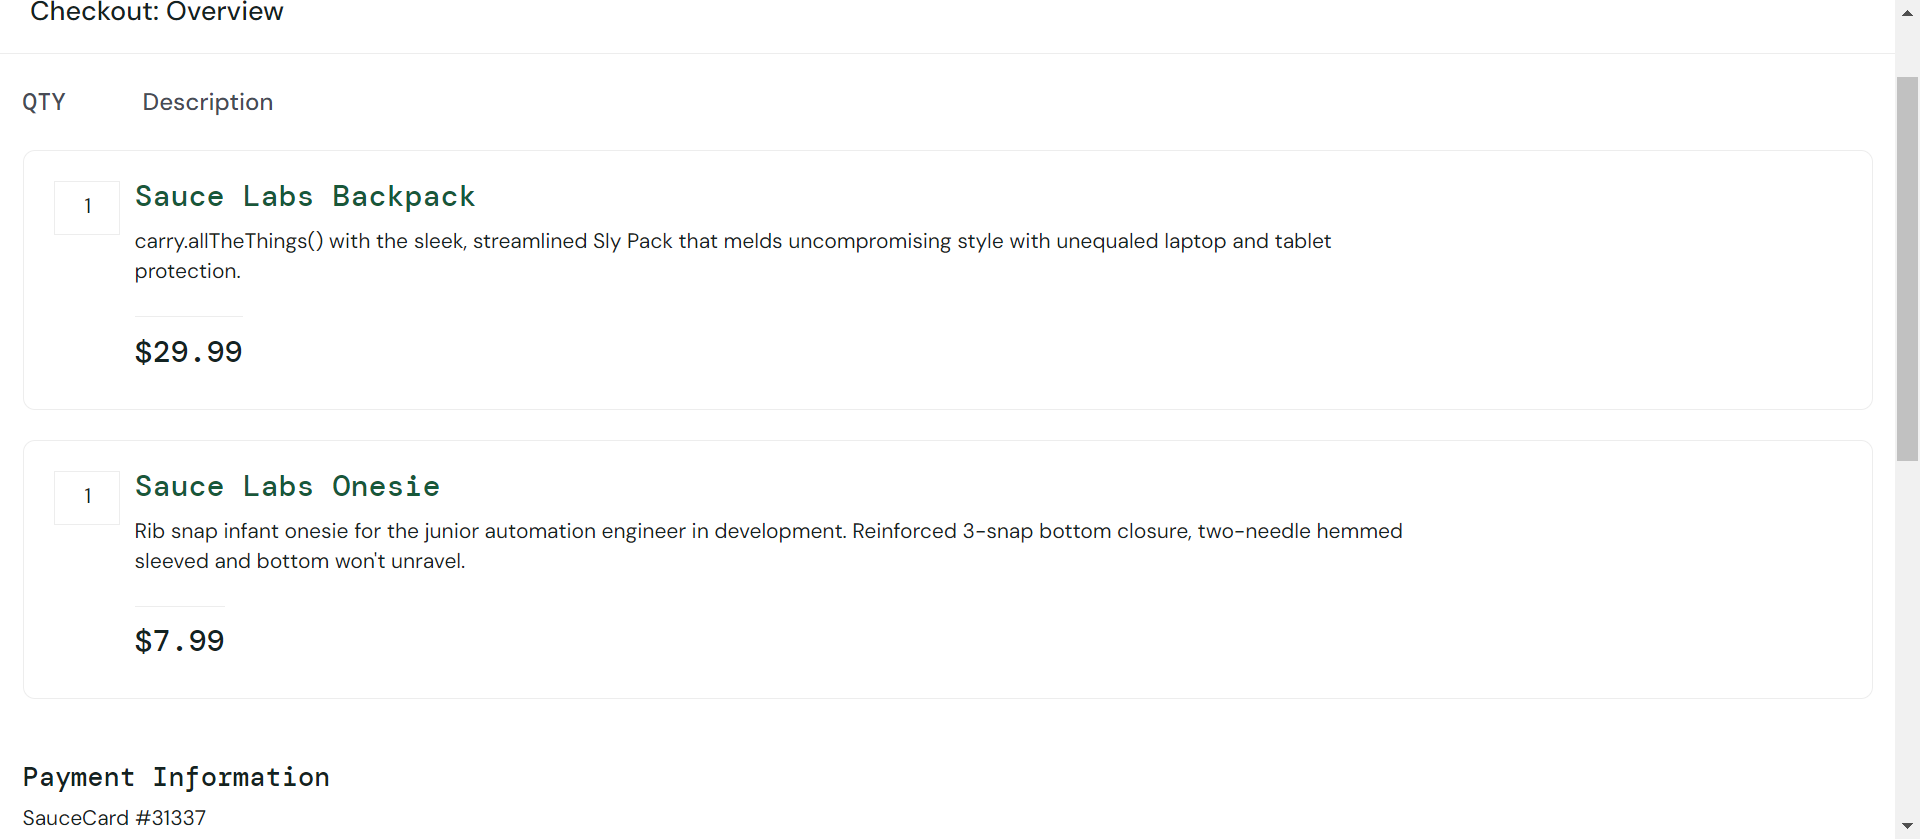 Checkout: Overview
QTY Description
1 Sauce Labs Backpack
carry.allTheThings() with the sleek, streamlined Sly Pack that melds uncompromising style with unequaled laptop and tablet
protection.
$29.99
1 Sauce Labs Onesie
Rib snap infant onesie for the junior automation engineer in development. Reinforced 3-snap bottom closure, two-needle hemmed
sleeved and bottom won't unravel.
$7.99
Payment Information
SauceCard #31337